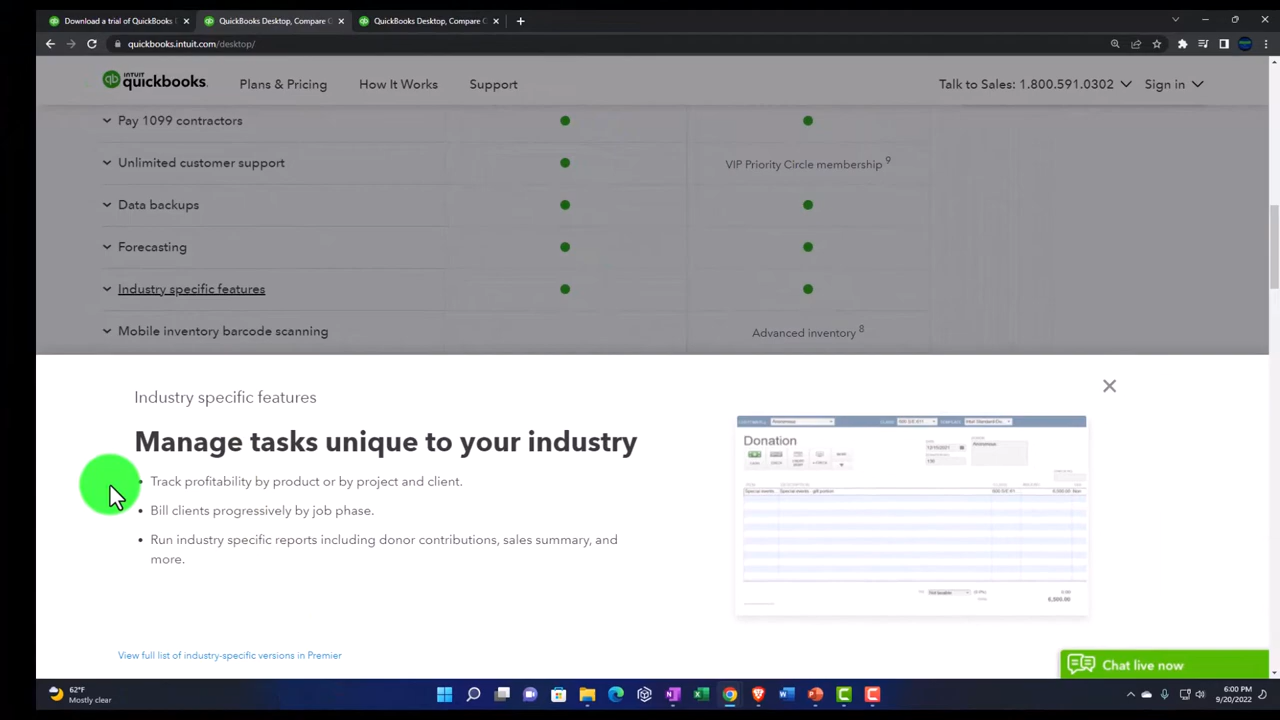 Download a trial of QuickBooks
QuickBooks Desktop, Compare
QuickBooks Desktop, Compare
quickbooks.intuit.com/desktop/
INTUIT
quickbooks.
Plans & Pricing
How It Works
Support
Talk to Sales: 1.800.591.0302
Sign in
Pay 1099 contractors
Unlimited customer support
VIP Priority Circle membership 9
Data backups
Forecasting
Industry specific features
Mobile inventory barcode scanning
Advanced inventory 8
Industry specific features
Manage tasks unique to your industry
• Track profitability by product or by project and client.
• Bill clients progressively by job phase.
• Run industry specific reports including donor contributions, sales summary, and
more.
Donation
View full list of industry-specific versions in Premier
Chat live now
62°F
Mostly clear
6:00 PM
9/20/2022